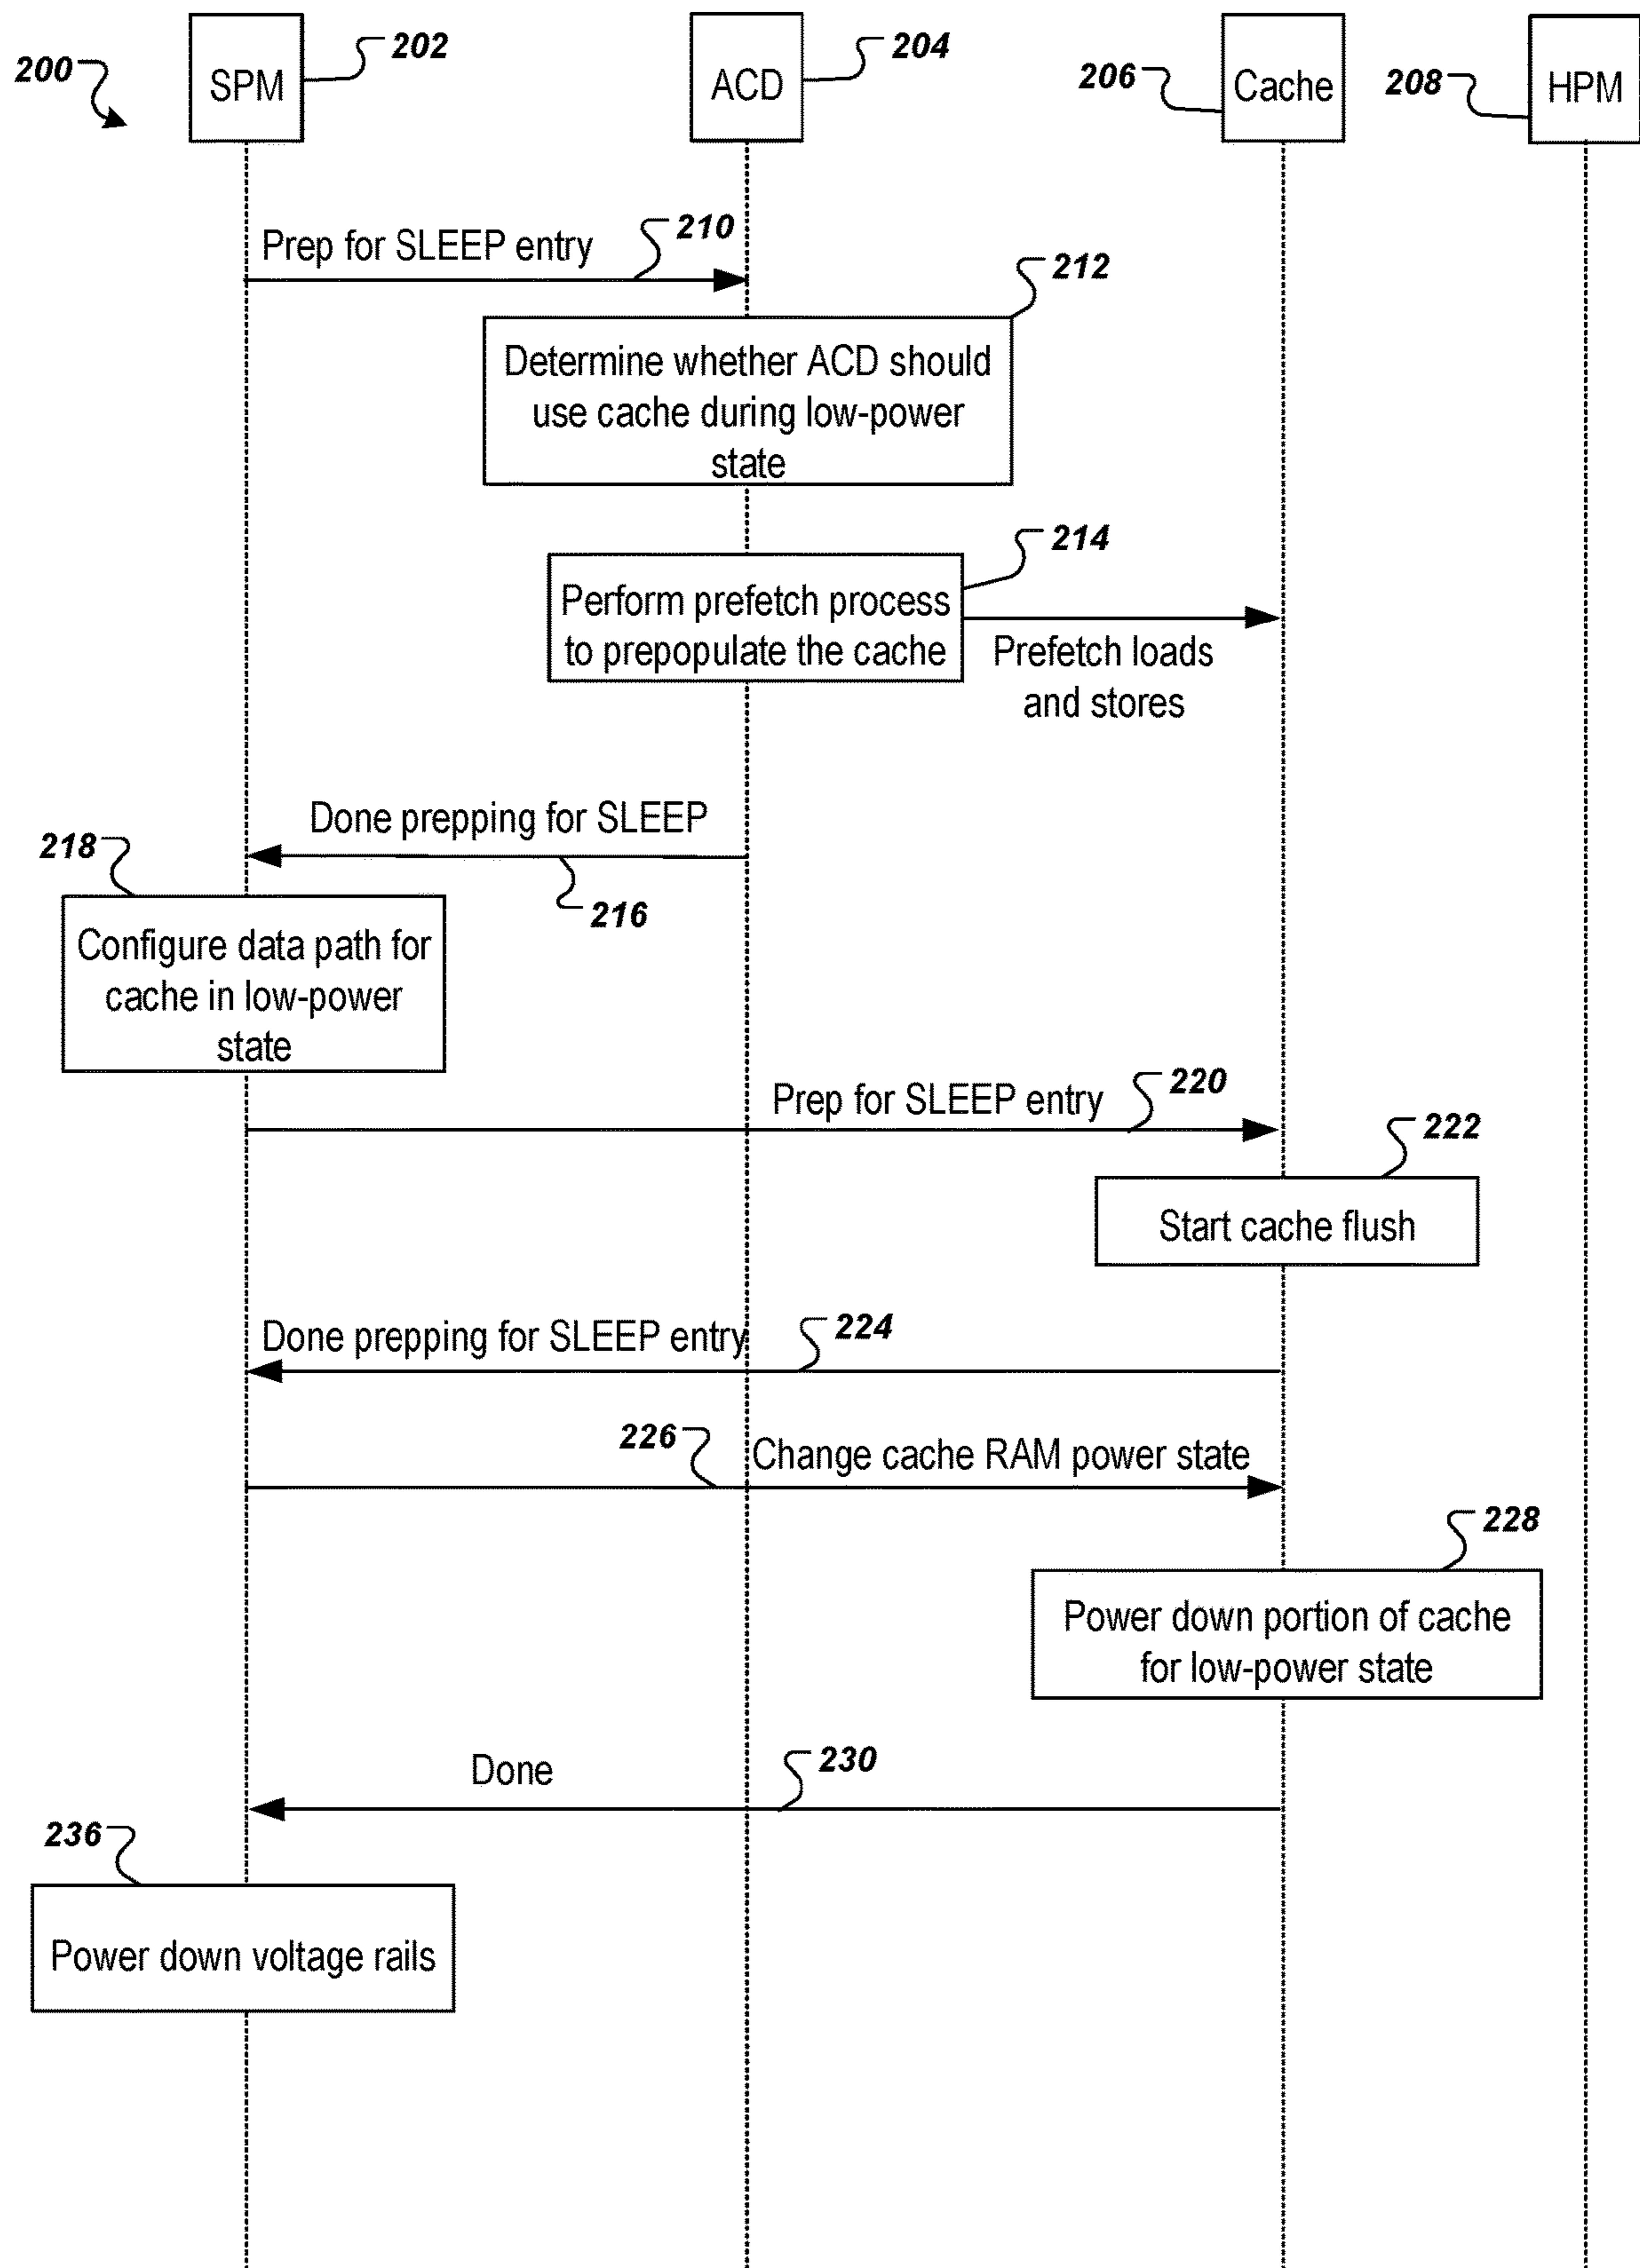 200
SPM
202
ACD
204
206
Cache
208
HPM
Prep for SLEEP entry
210
212
Determine whether ACD should
use cache during low-power
state
214
Perform prefetch process
to prepopulate the cache
Prefetch loads
and stores
Done prepping for SLEEP
216
218
Configure data path for
cache in low-power
state
Prep for SLEEP entry
220
222
Start cache flush
Done prepping for SLEEP entry
224
226
Change cache RAM power state
228
Power down portion of cache
for low-power state
Done
230
236
Power down voltage rails